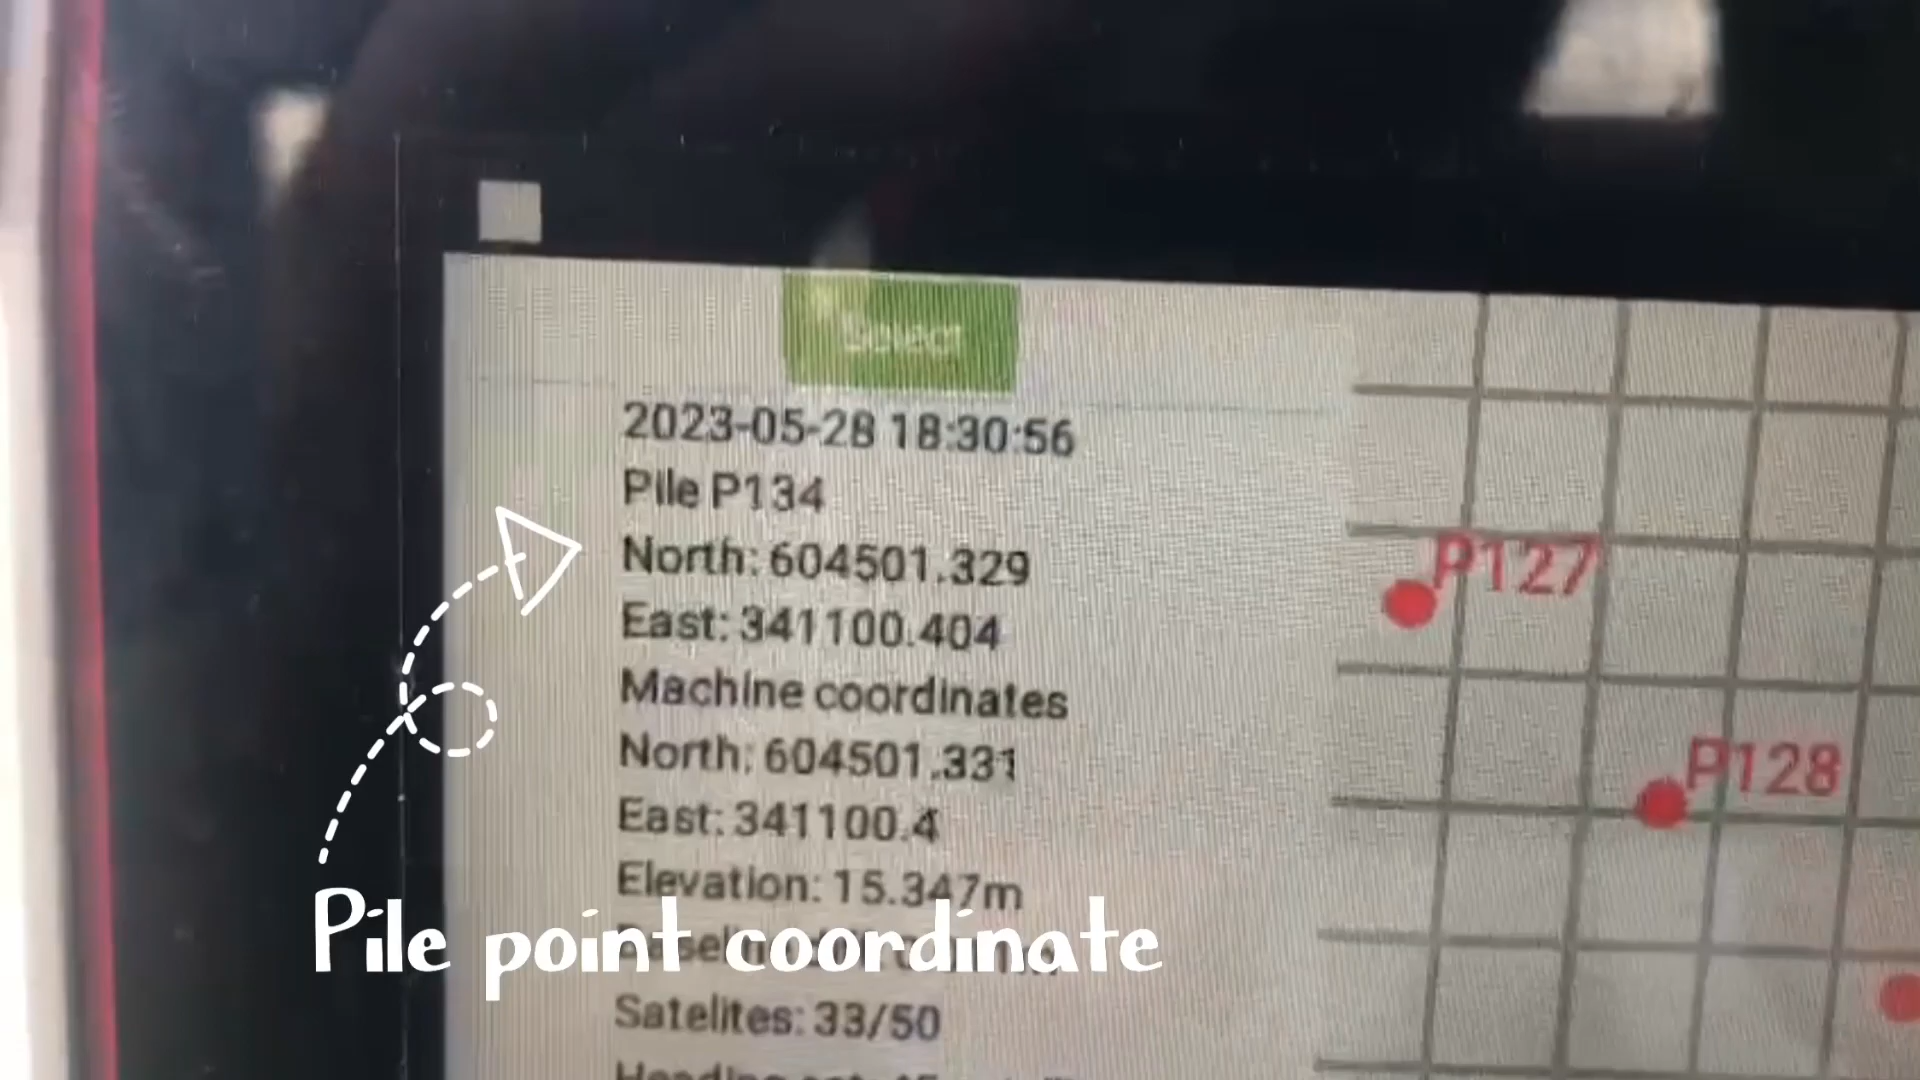 Select
2023-05-28 18:30:56
Pile P134
North: 604501.329
East: 341100.404
Machine coordinates
North: 604501.331
East: 341100.4
Elevation: 15.347m
Pile point coordinate
Satelites: 33/50
P127
P128